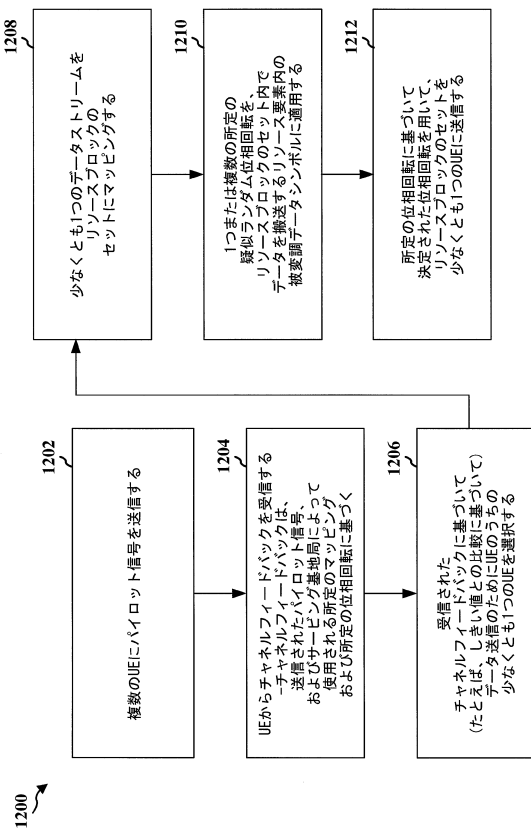 1200
1202
複数のUEにパイロット信号を送信する
1204
UEからチャネルフィードバックを受信する
-チャネルフィードバックは、
送信されたパイロット信号、
およびサービング基地局によって
使用される所定のマッピング
および所定の位相回転に基づく
1206
受信された
チャネルフィードバックに基づいて
(たとえば、しきい値との比較に基づいて)
データ送信のためにUEのうちの
少なくとも1つのUEを選択する
1208
少なくとも1つのデータストリームを
リソースブロックの
セットにマッピングする
1210
1つまたは複数の所定の
疑似ランダム位相回転を、
リソースブロックのセット内で
データを搬送するリソース要素内の
被変調データシンボルに適用する
1212
所定の位相回転に基づいて
決定された位相回転を用いて、
リソースブロックのセットを
少なくとも1つのUEに送信する